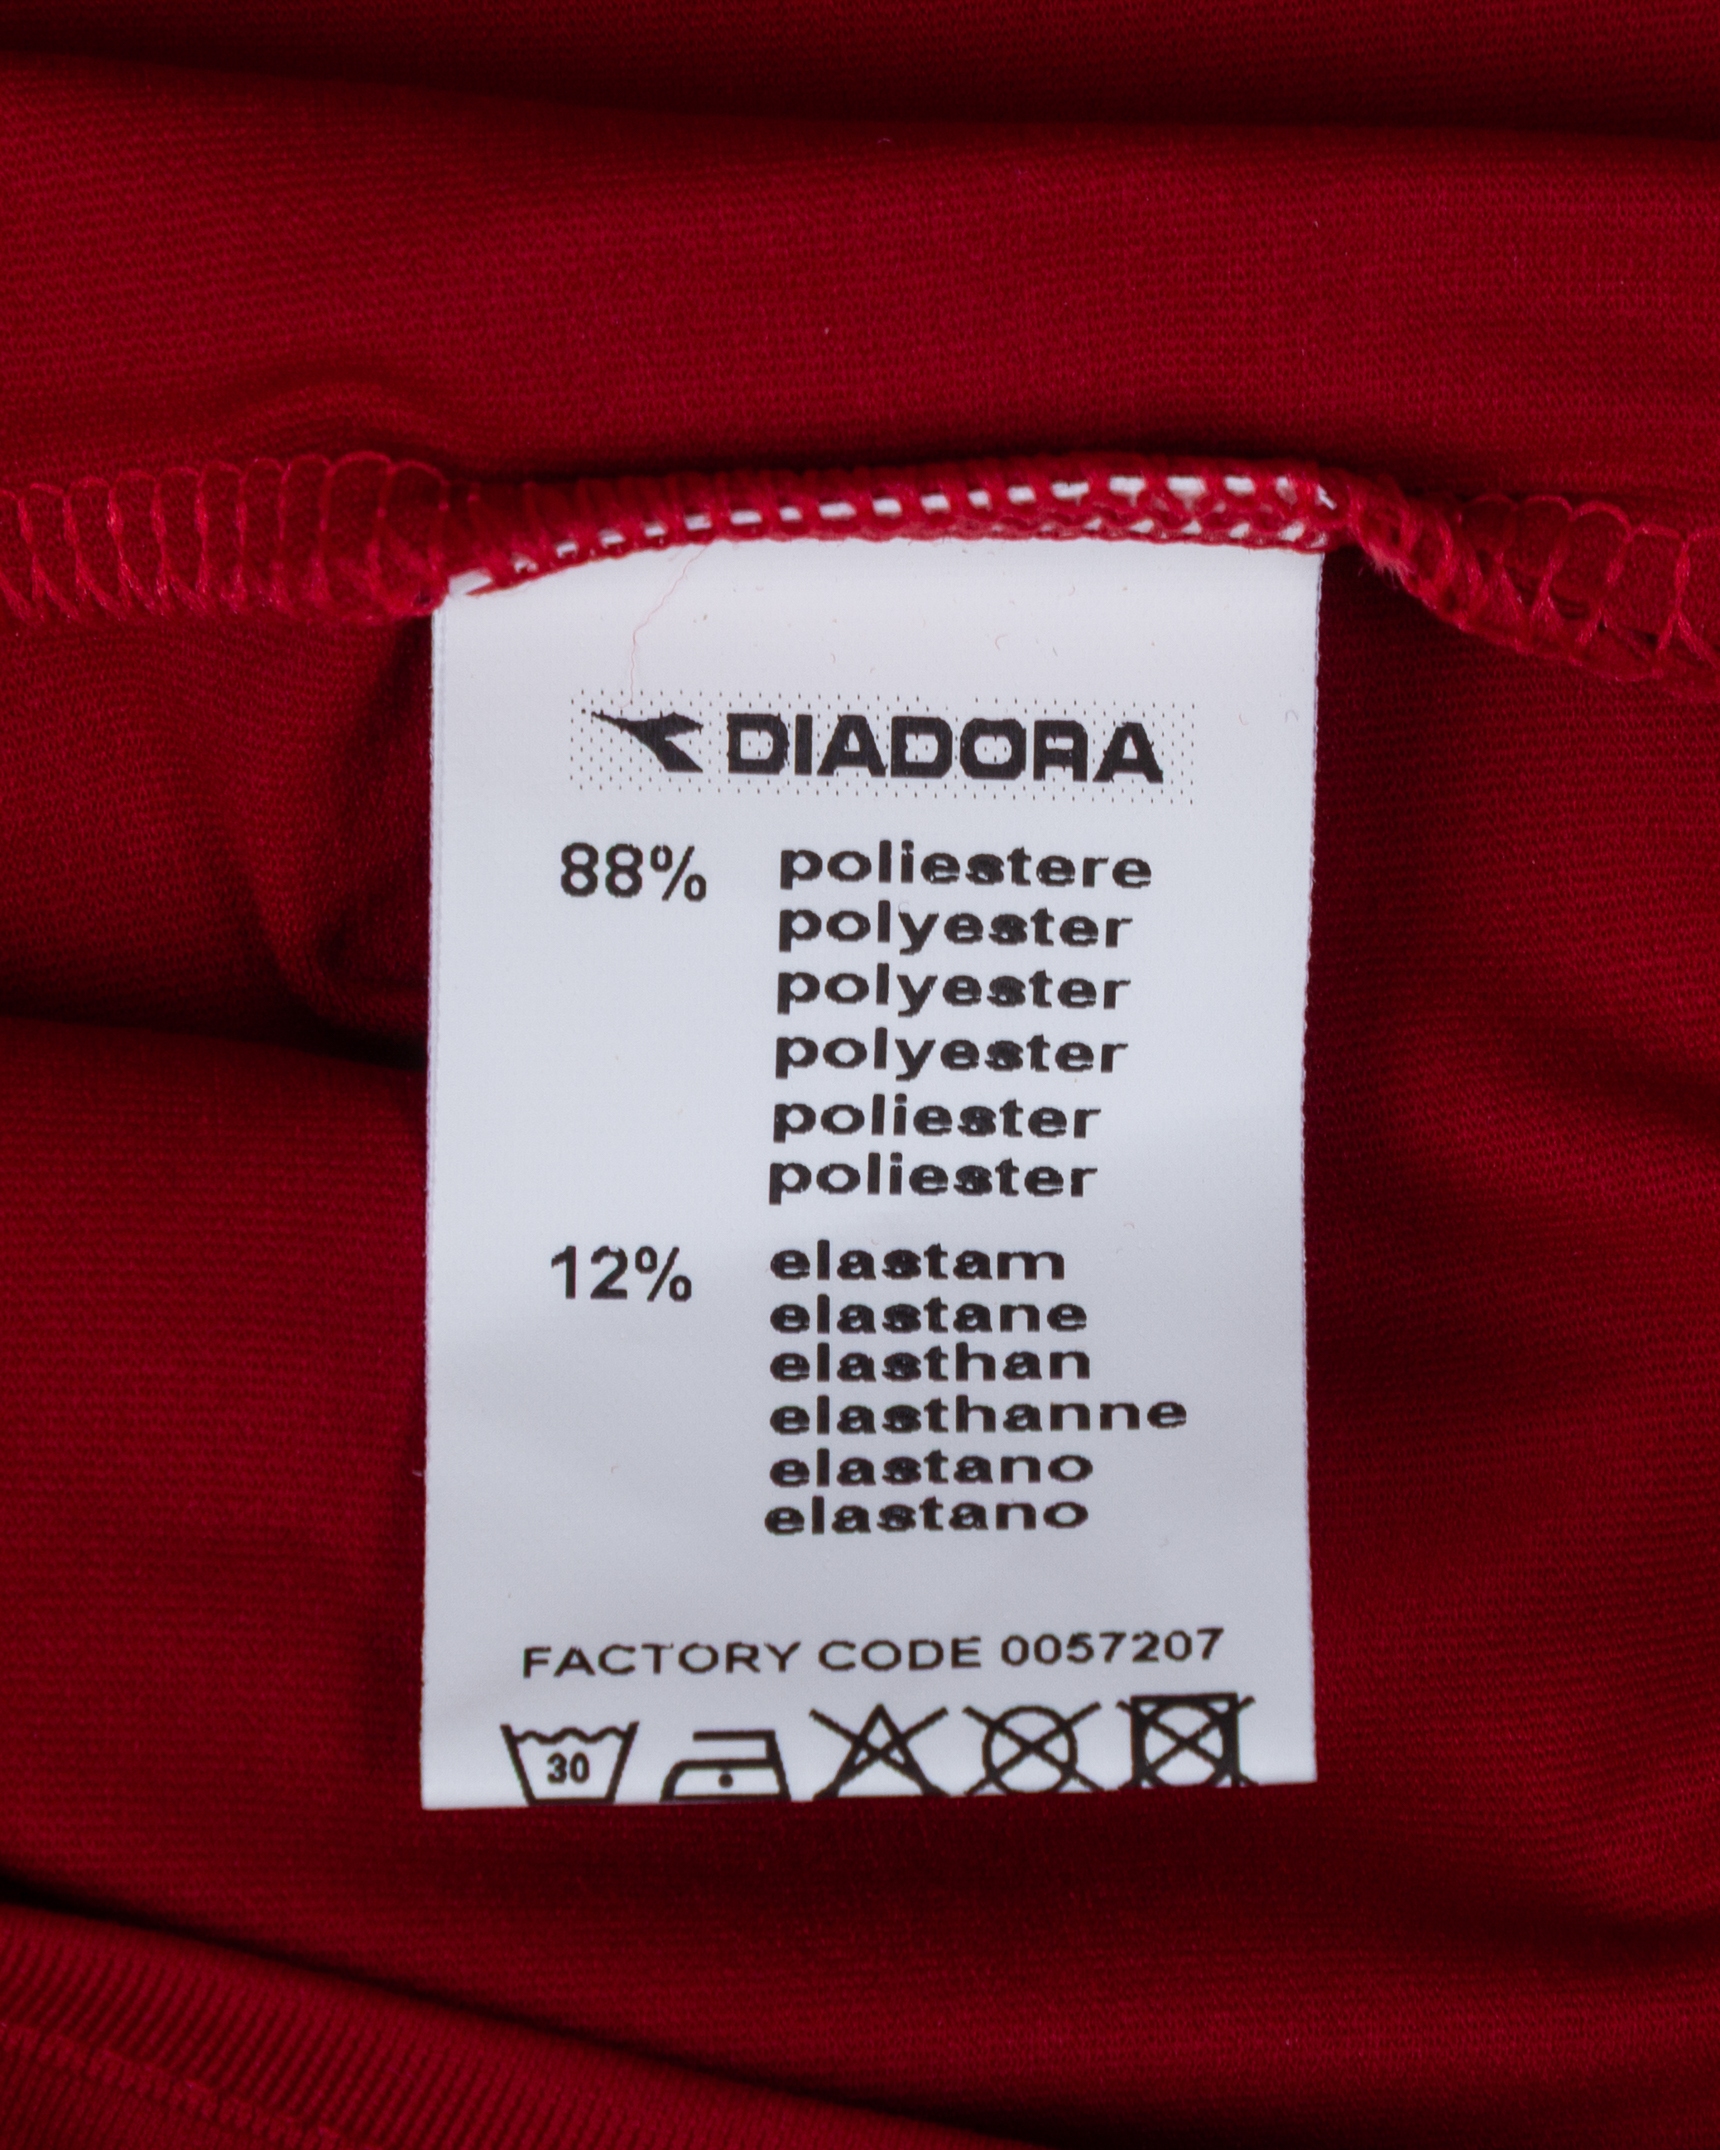 DIADORA
88% poliestere
polyester
polyester
polyester
poliester
poliester
12% elastam
elastane
elasthan
elasthanne
elastano
elastano
FACTORY CODE 0057207
30